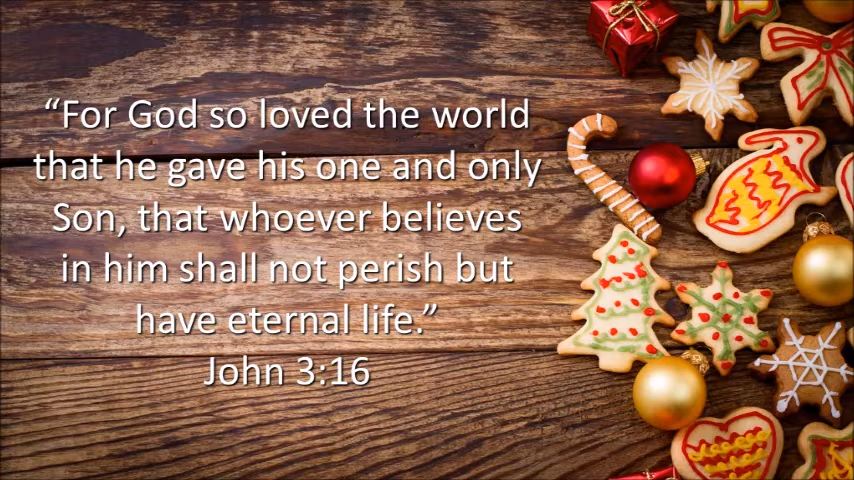 “For God so loved the world
that he gave his one and only
Son, that whoever believes
in him shall not perish but
have eternal life.”
John 3:16